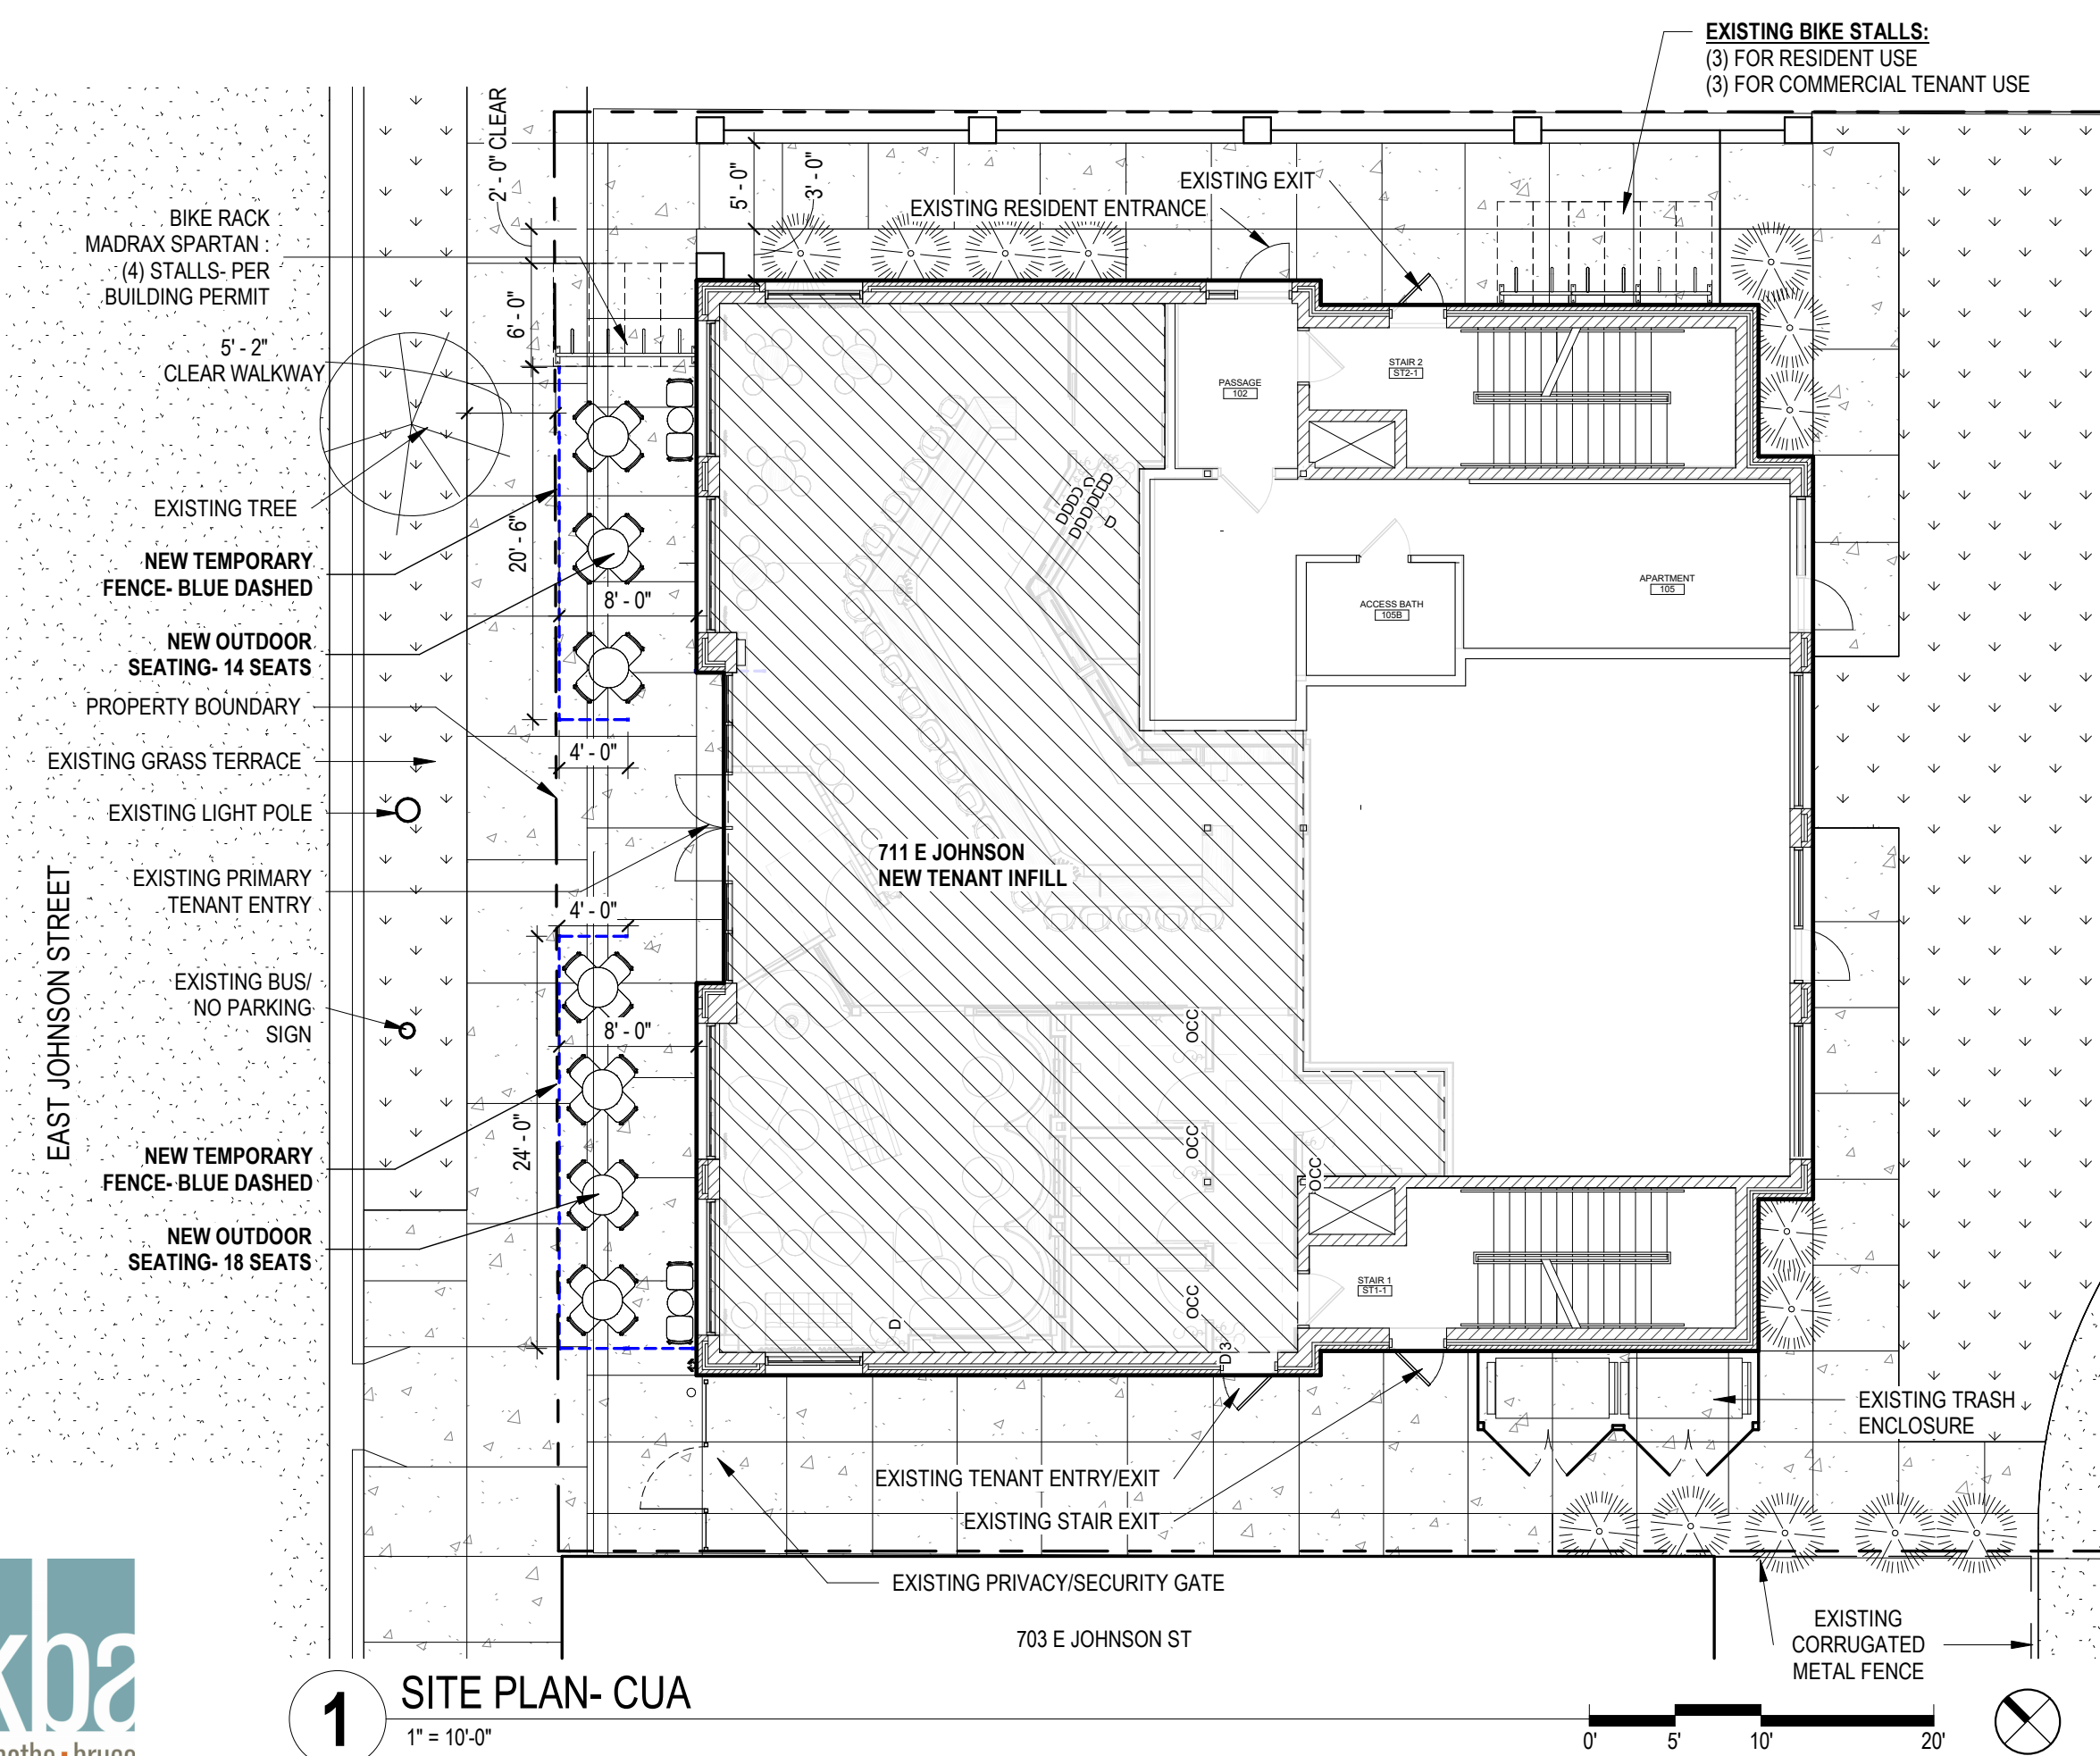 EXISTING BIKE STALLS:
(3) FOR RESIDENT USE
(3) FOR COMMERCIAL TENANT USE
2' - 0" CLEAR
5' - 0"
3' - 0"
EXISTING EXIT
EXISTING RESIDENT ENTRANCE
BIKE RACK
MADRAX SPARTAN :
(4) STALLS- PER
BUILDING PERMIT
6' - 0"
5' - 2"
CLEAR WALKWAY
STAIR 2
ST2-1
PASSAGE
102
EXISTING TREE
NEW TEMPORARY
FENCE- BLUE DASHED
20' - 6"
8' - 0"
APARTMENT
105
ACCESS BATH
105B
NEW OUTDOOR
SEATING- 14 SEATS
PROPERTY BOUNDARY
EXISTING GRASS TERRACE
4' - 0"
EXISTING LIGHT POLE
711 E JOHNSON
NEW TENANT INFILL
EXISTING PRIMARY
TENANT ENTRY
4' - 0"
EAST JOHNSON STREET
EXISTING BUS/
NO PARKING
SIGN
8' - 0"
OCC
24' - 0"
OCC
OCC
NEW TEMPORARY
FENCE- BLUE DASHED
NEW OUTDOOR
SEATING- 18 SEATS
STAIR 1
ST1-1
OCC
D
D3
EXISTING TRASH
ENCLOSURE
EXISTING TENANT ENTRY/EXIT
EXISTING STAIR EXIT
EXISTING PRIVACY/SECURITY GATE
703 E JOHNSON ST
EXISTING
CORRUGATED
METAL FENCE
kba
bruce
1
SITE PLAN- CUA
1" = 10'-0"
0' 5' 10' 20'